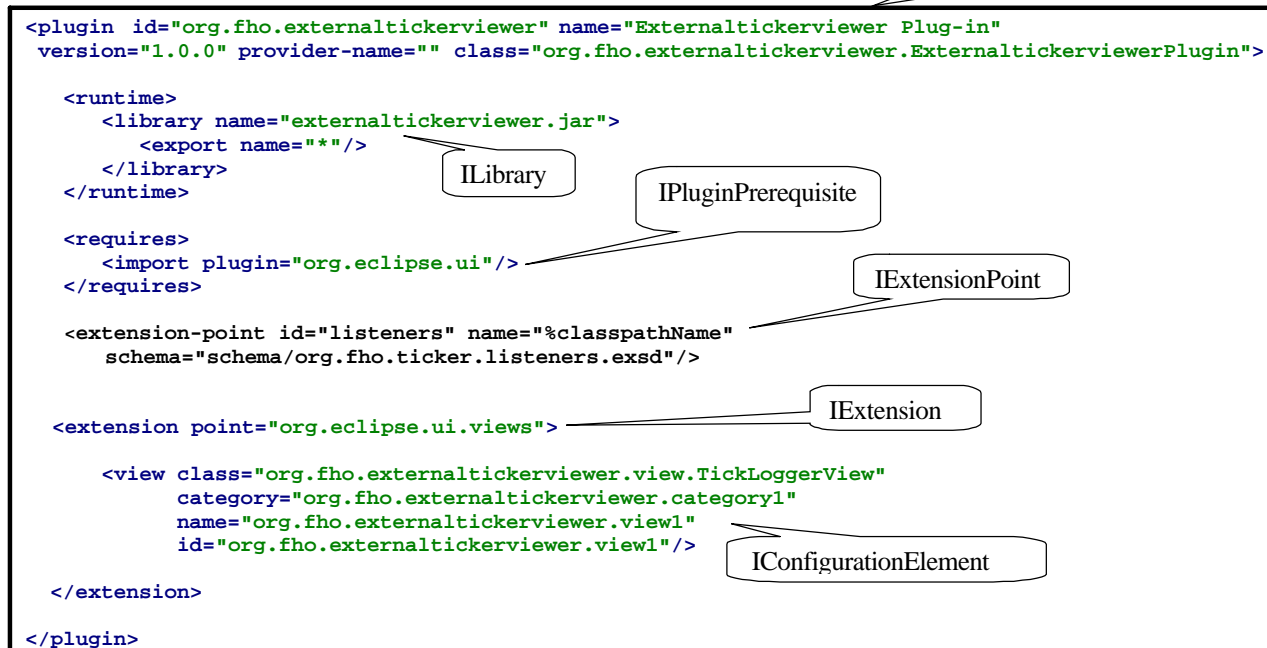 <plugin id="org.fho.externaltickerviewer" name="Externaltickerviewer Plug-in"
version="1.0.0" provider-name="" class="org.fho.externaltickerviewer.ExternaltickerviewerPlugin">
<runtime>
<library name="externaltickerviewer.jar">
<export name="*"/>
</library>
ILibrary
</runtime>
IPluginPrerequisite
<requires>
<import plugin="org.eclipse.ui"/>
</requires>
IExtensionPoint
<extension-point id="listeners" name="%classpathName"
schema="schema/org.fho.ticker.listeners.exsd"/>
IExtension
<extension point="org.eclipse.ui.views">
<view class="org.fho.externaltickerviewer.view.TickLoggerView"
category="org.fho.externaltickerviewer.category1"
name="org.fho.externaltickerviewer.view1"
id="org.fho.externaltickerviewer.view1"/>
IConfigurationElement
</extension>
</plugin>